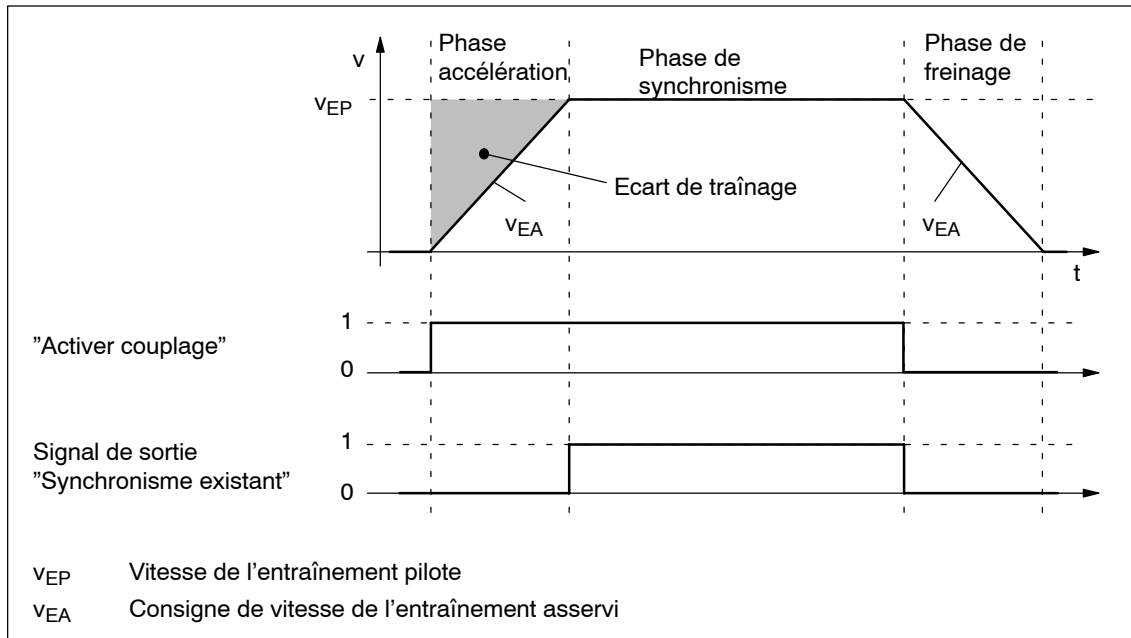 Phase
accélération
Phase de
synchronisme
Phase de
freinage
v
vEP
Ecart de traînage
vEA
vEA
t
"Activer couplage"
1
0
Signal de sortie
"Synchronisme existant"
1
0
vEP Vitesse de l'entraînement pilote
vEA Consigne de vitesse de l'entraînement asservi